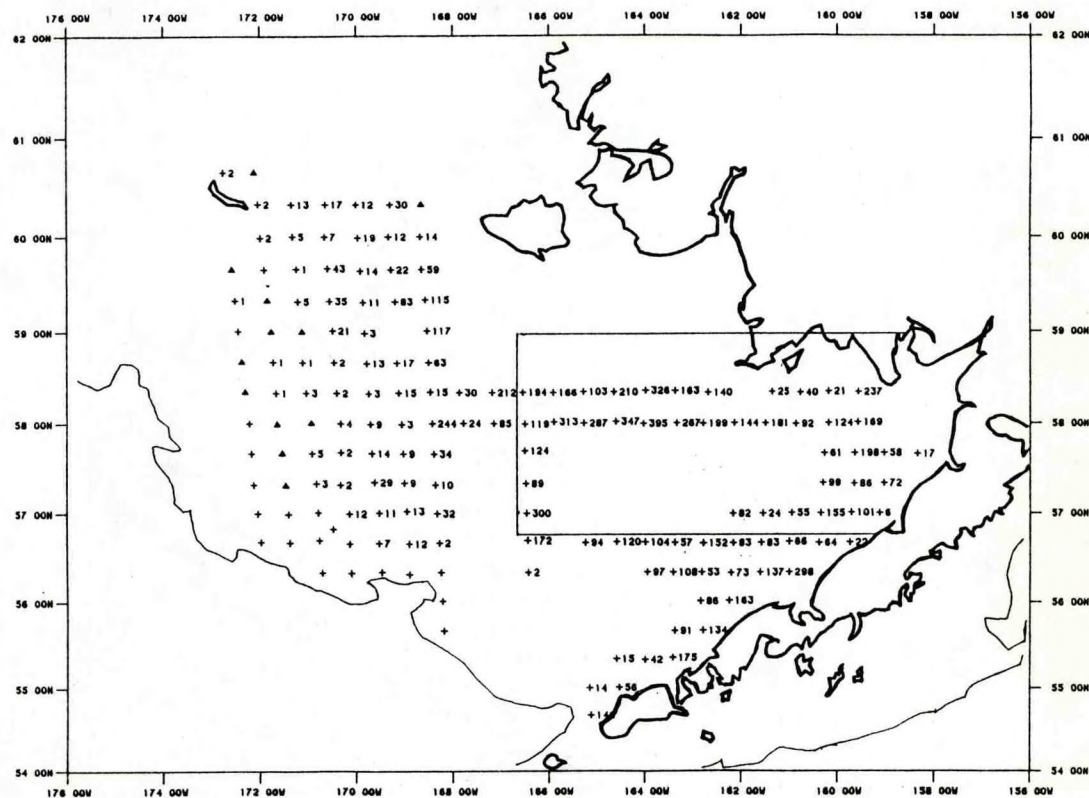 176 00W 174 00W 172 00W 170 00W 168 00W 166 00W 164 00W 162 00W 160 00W 158 00W 156 00W
62 00N 62 00N
61 00N 61 00N
+2 ▲
+2 +13 +17 +12 +30 ▲
60 00N +2 +5 +7 +19 +12 +14 60 00N
▲ + +1 +43 +14 +22 +59
+1 ▲ +5 +35 +11 +83 +115
59 00N + ▲ ▲ +21 +3 +117 59 00N
▲ +1 +1 +2 +13 +17 +63
▲ +1 +3 +2 +3 +15 +15 +30 +212 +194 +166 +103 +210 +326 +163 +140 +25 +40 +21 +237
58 00N + ▲ ▲ +4 +9 +3 +244 +24 +85 +119 +313 +287 +347 +395 +267 +199 +144 +181 +92 +124 +169 58 00N
+ ▲ +5 +2 +14 +9 +34 +124 +61 +198 +58 +17
+ ▲ +3 +2 +29 +9 +10 +89 +99 +86 +72
57 00N + + + +12 +11 +13 +32 +300 +82 +24 +55 +155 +101 +6 57 00N
+ + + + + +7 +12 +2 +172 +94 +120 +104 +57 +152 +83 +83 +66 +64 +22
+ + + + + +2 +97 +108 +53 +73 +137 +298
56 00N + +86 +163 56 00N
+ +91 +134
+15 +42 +175
55 00N +14 +56 55 00N
54 00N 54 00N
176 00W 174 00W 172 00W 170 00W 168 00W 166 00W 164 00W 162 00W 160 00W 158 00W 156 00W